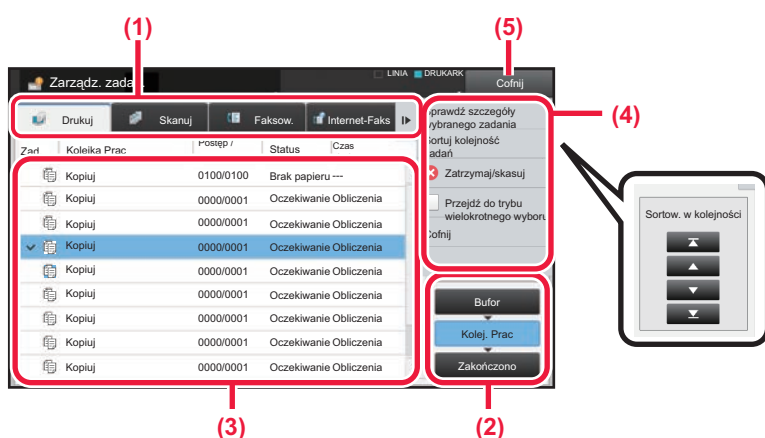 (1)
(5)
LINIA
DRUKARK
Zarządz. zada
Cofnij
Drukuj
Skanuj
Faksow.
Internet-Faks
(4)
prawdź szczegóły
wybranego zadania
Sortuj kolejność
zadań
Zatrzymaj/skasuj
Przejdź do trybu
wielokrotnego wyboru
Cofnij
Zad
Kolejka Prac
Postęp /
Status
Czas
Kopiuj 0100/0100 Brak papieru ---
Kopiuj 0000/0001 Oczekiwanie Obliczenia
Kopiuj 0000/0001 Oczekiwanie Obliczenia
Kopiuj 0000/0001 Oczekiwanie Obliczenia
Kopiuj 0000/0001 Oczekiwanie Obliczenia
Kopiuj 0000/0001 Oczekiwanie Obliczenia
Kopiuj 0000/0001 Oczekiwanie Obliczenia
Kopiuj 0000/0001 Oczekiwanie Obliczenia
Kopiuj 0000/0001 Oczekiwanie Obliczenia
Bufor
Kolej. Prac
Zakończono
Sortow. w kolejności
(3)
(2)